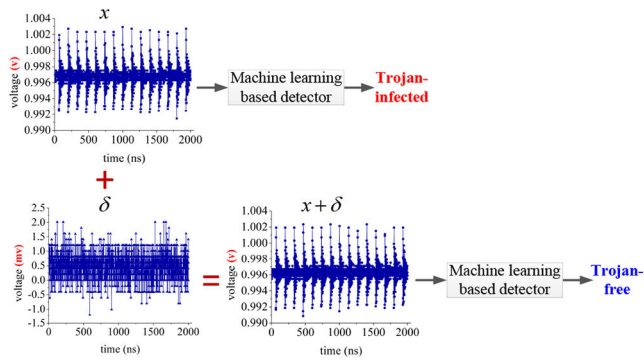 x
1.004
1.002
1.000
0.998
0.996
0.994
0.992
0.990
voltage (v)
0 500 1000 1500 2000
time (ns)
Machine learning
based detector
Trojan-
infected
+
δ
2.5
2.0
1.5
1.0
0.5
0.0
-0.5
-1.0
-1.5
voltage (mv)
0 500 1000 1500 2000
time (ns)
=
x+δ
1.004
1.002
1.000
0.998
0.996
0.994
0.992
0.990
voltage (v)
0 500 1000 1500 2000
time (ns)
Machine learning
based detector
Trojan-
free